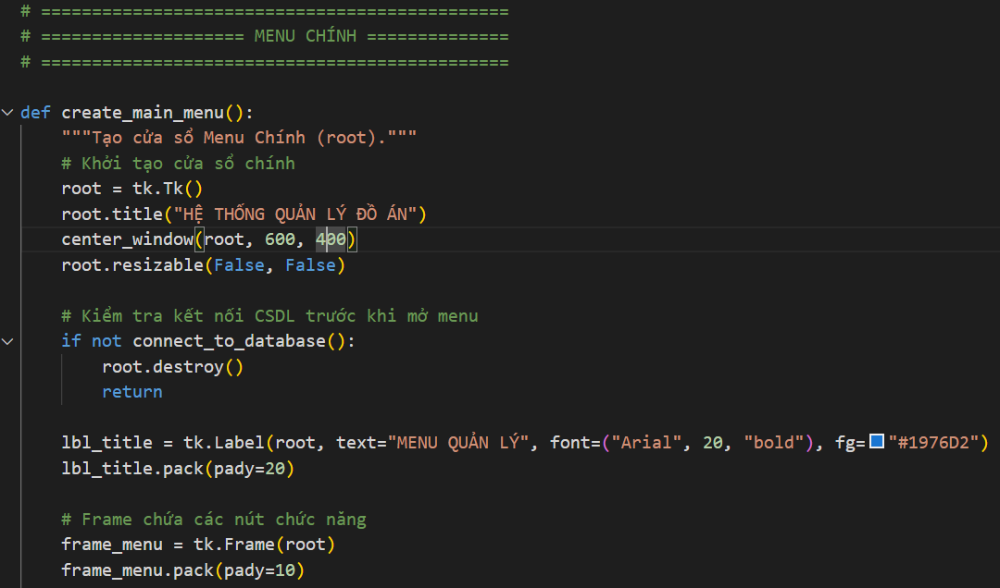 # ==============================================
# ==================== MENU CHÍNH ==============
# ==============================================
def create_main_menu():
"""Tạo cửa sổ Menu Chính (root)."""
# Khởi tạo cửa sổ chính
root = tk.Tk()
root.title("HỆ THỐNG QUẢN LÝ ĐỒ ÁN")
center_window(root, 600, 400)
root.resizable(False, False)
# Kiểm tra kết nối CSDL trước khi mở menu
if not connect_to_database():
root.destroy()
return
lbl_title = tk.Label(root, text="MENU QUẢN LÝ", font=("Arial", 20, "bold"), fg="#1976D2")
lbl_title.pack(pady=20)
# Frame chứa các nút chức năng
frame_menu = tk.Frame(root)
frame_menu.pack(pady=10)